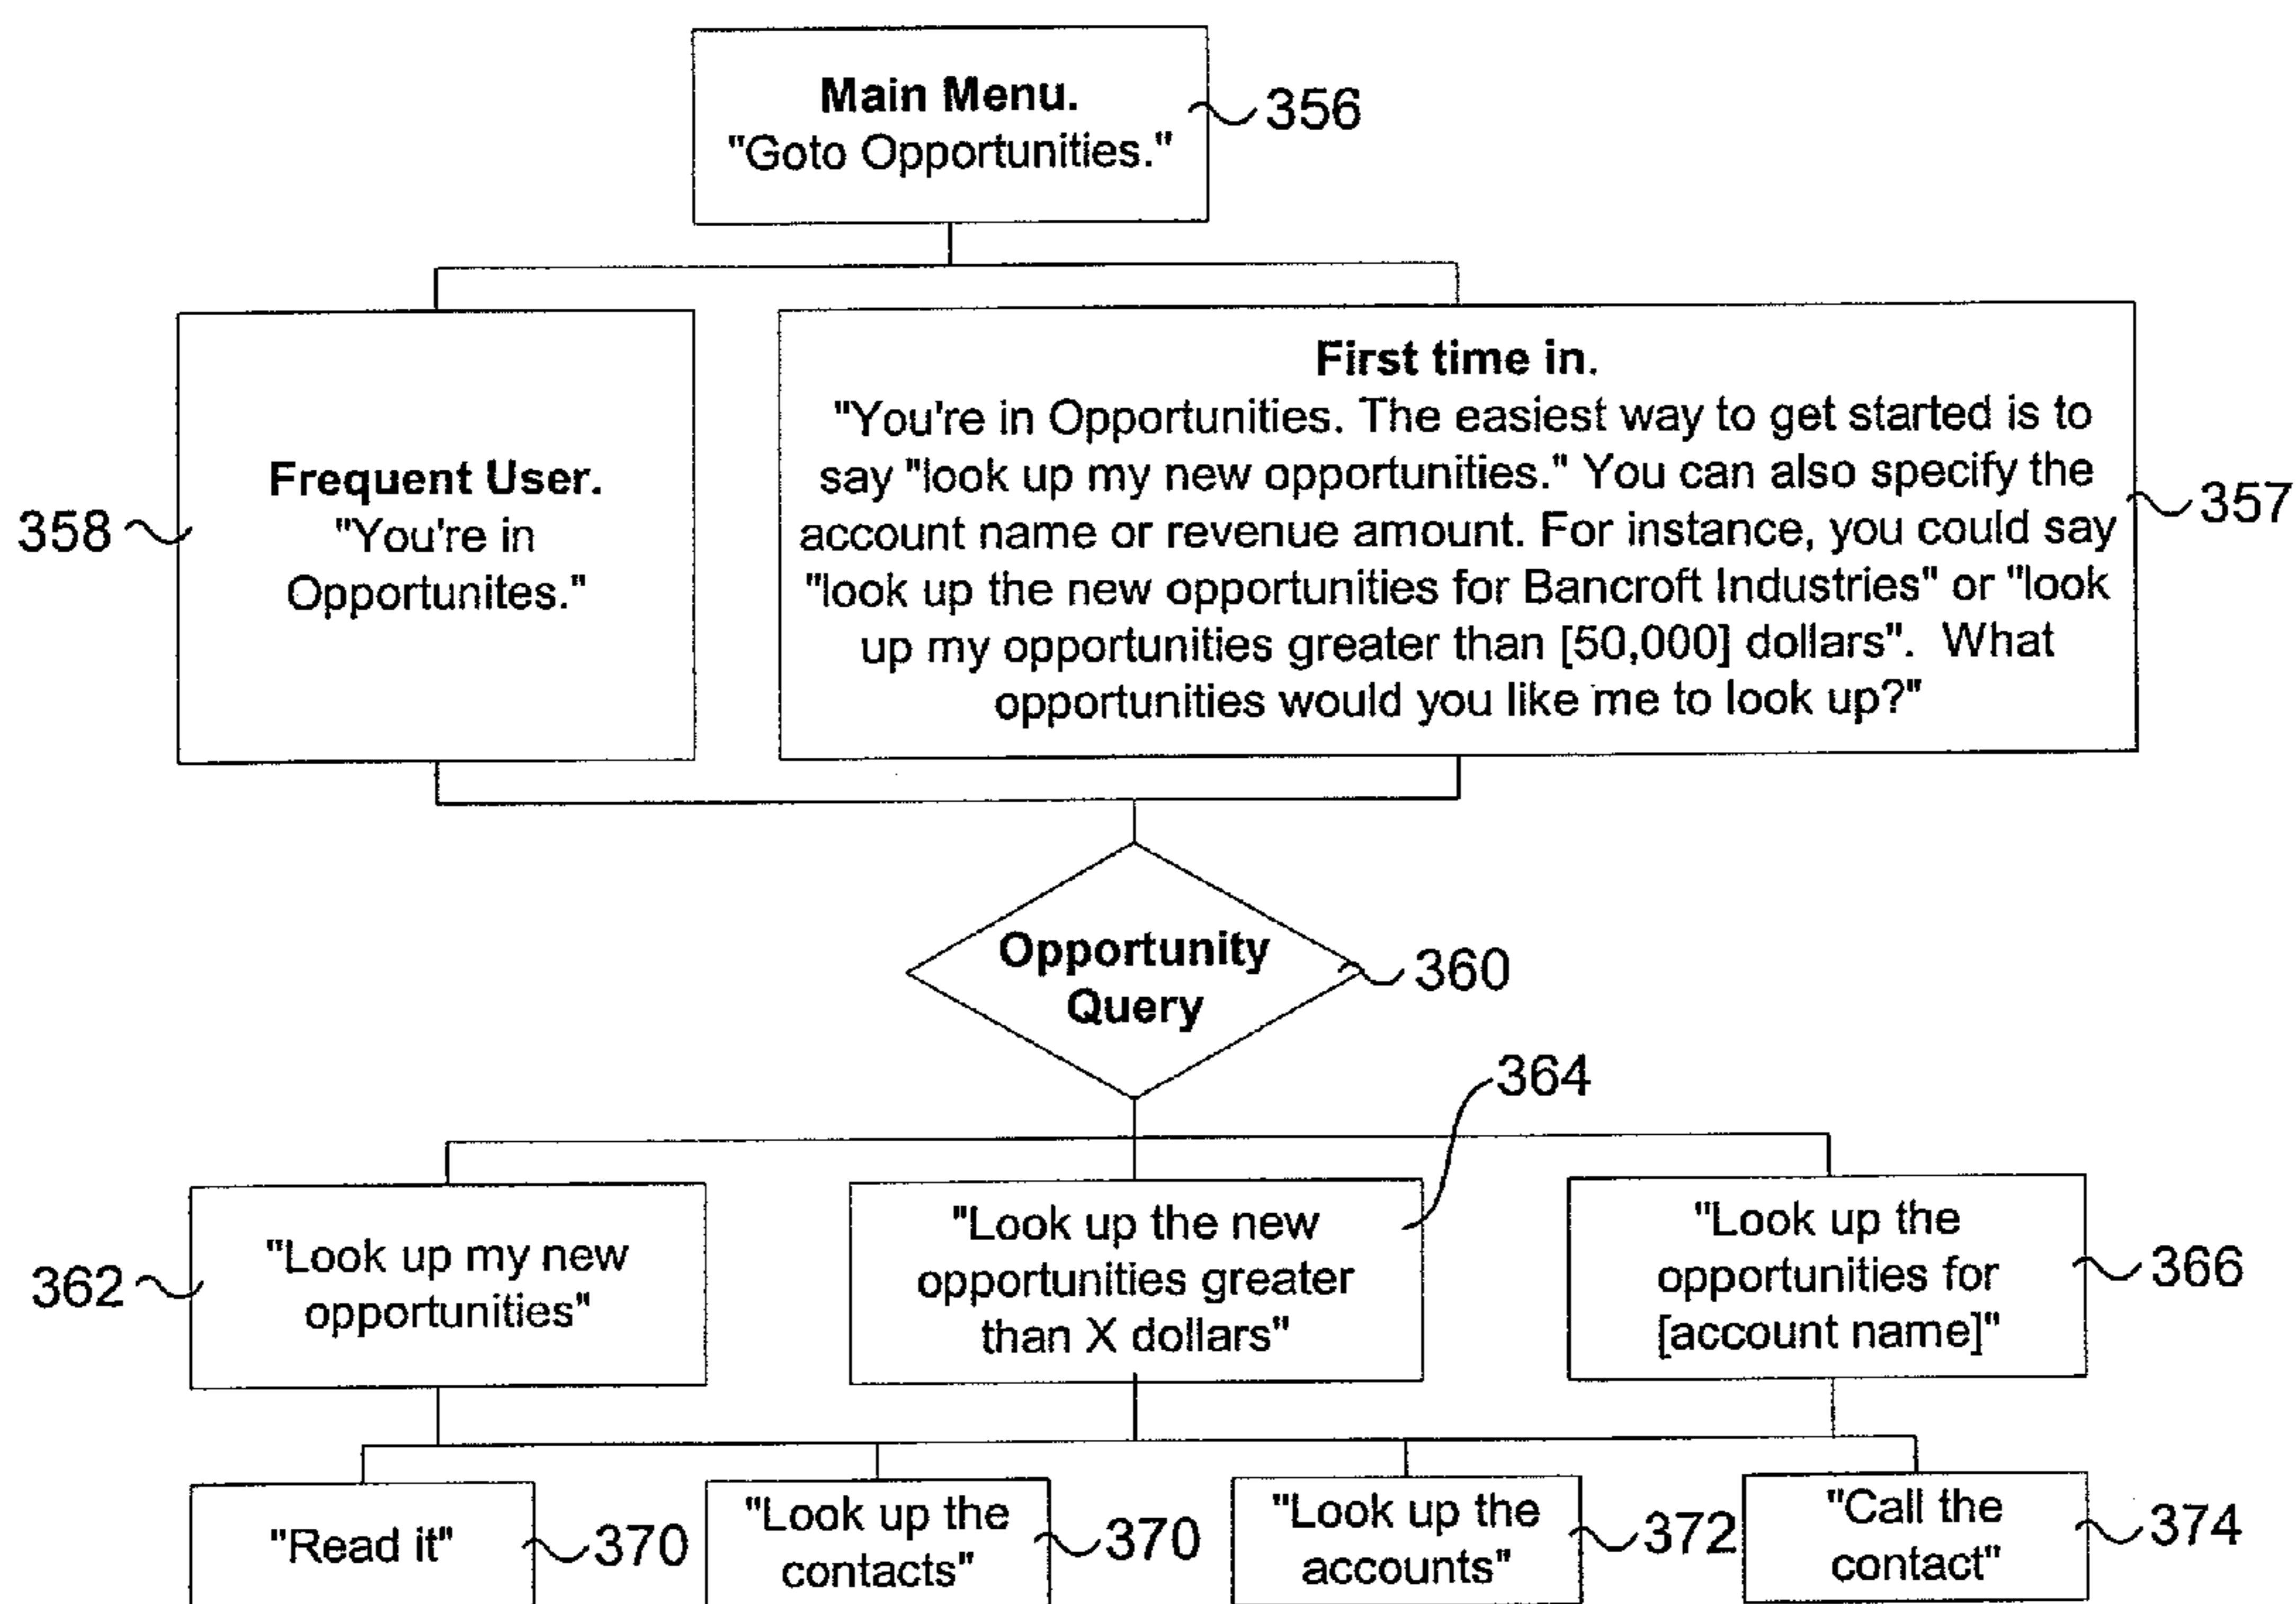 Main Menu.
"Goto Opportunities."
356
First time in.
"You're in Opportunities. The easiest way to get started is to
say "look up my new opportunities." You can also specify the
account name or revenue amount. For instance, you could say
"look up the new opportunities for Bancroft Industries" or "look
up my opportunities greater than [50,000] dollars".  What
opportunities would you like me to look up?"
357
358
Frequent User.
"You're in
Opportunites."
Opportunity
Query
360
364
362
"Look up my new
opportunities"
"Look up the new
opportunities greater
than X dollars"
"Look up the
opportunities for
[account name]"
366
"Read it"
370
"Look up the
contacts"
370
"Look up the
accounts"
372
"Call the
contact"
374